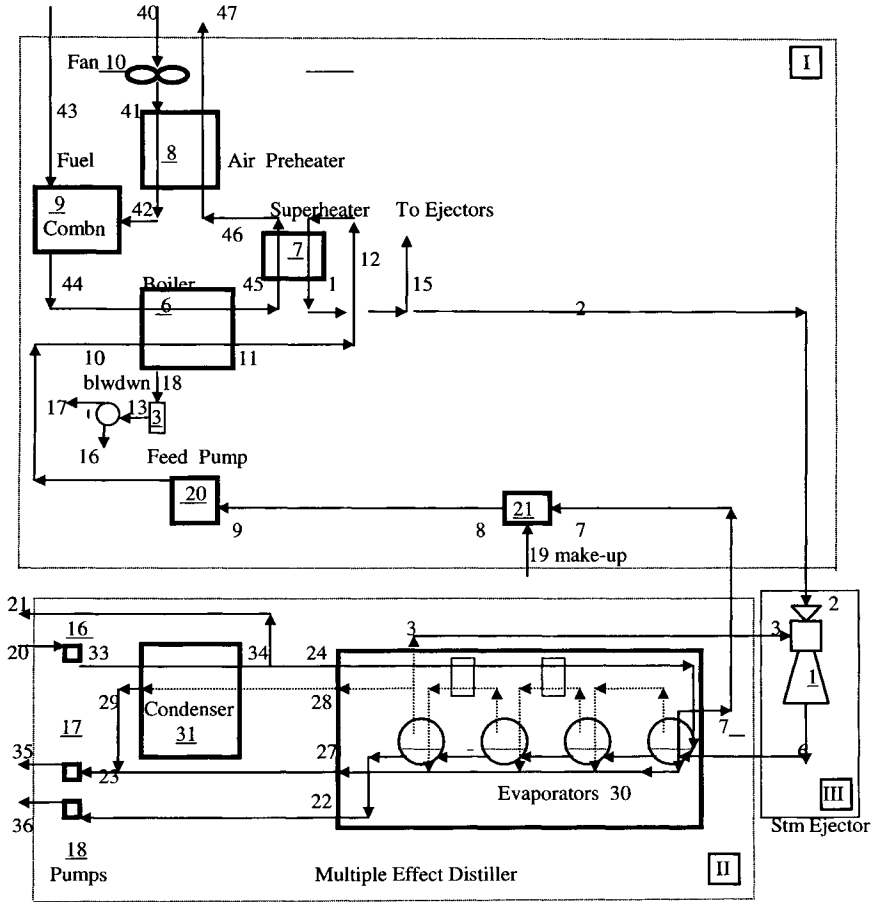 40 47
I
Fan 10
43 41
8
Fuel Air Preheater
9 42
Combn
Superheater To Ejectors
46
7 12
44 Boiler 45 1 15
6 2
10 11
blwdwn 18
17 13 3
16 Feed Pump
20 21
9 8 7
19 make-up
21 2
16 3 3
20 33 34 24
1
29 Condenser 28
31
17 7
35 27 6
23 Evaporators 30
22 III
36 Stm Ejector
18 II
Pumps Multiple Effect Distiller